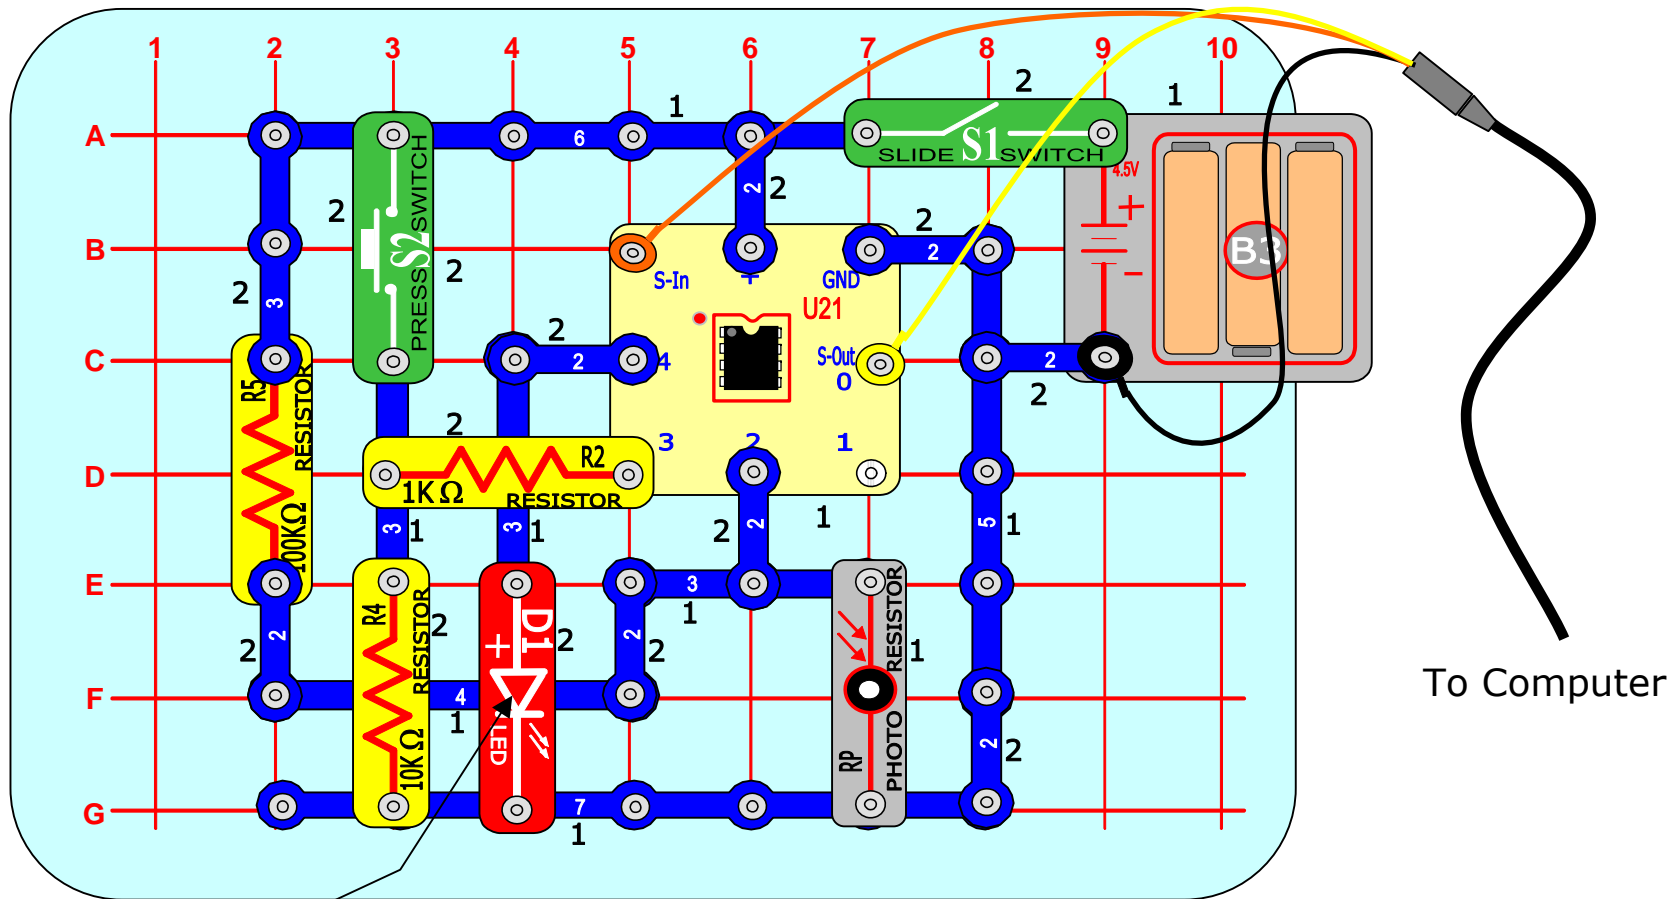 1 2 3 4 5 6 7 8 9 10
A
B
C
D
E
F
G
6
1
2
2
2
SLIDE S1 SWITCH
2
1
4.5V
+
−
B3
2
PRESS S2 SWITCH
2
2
3
2
2
S-In
+
GND
U21
S-Out
O
4
3
2
1
2
2
2
2
R5
RESISTOR
100KΩ
2
R2
1KΩ
RESISTOR
3
1
3
1
2
2
1
5
1
3
1
2
2
2
2
R4
RESISTOR
10KΩ
2
D1
+
LED
2
4
1
RESISTOR
PHOTO
RP
1
2
2
7
1
To Computer